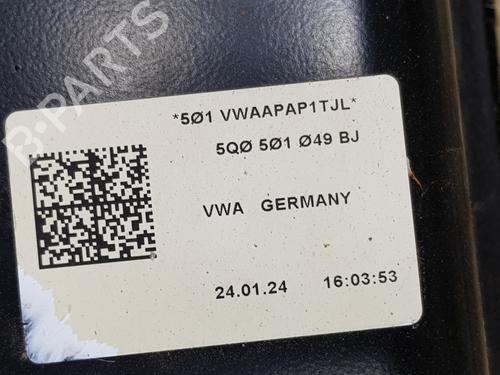 B-PARTS
*5Ø1 VWAAPAP1TJL*
5QØ 5Ø1 Ø49 BJ
VWA GERMANY
24.01.24 16:03:53